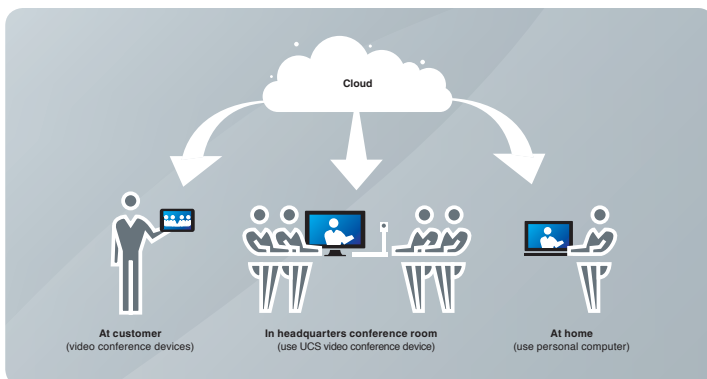 Cloud
At customer
(video conference devices)
In headquarters conference room
(use UCS video conference device)
At home
(use personal computer)